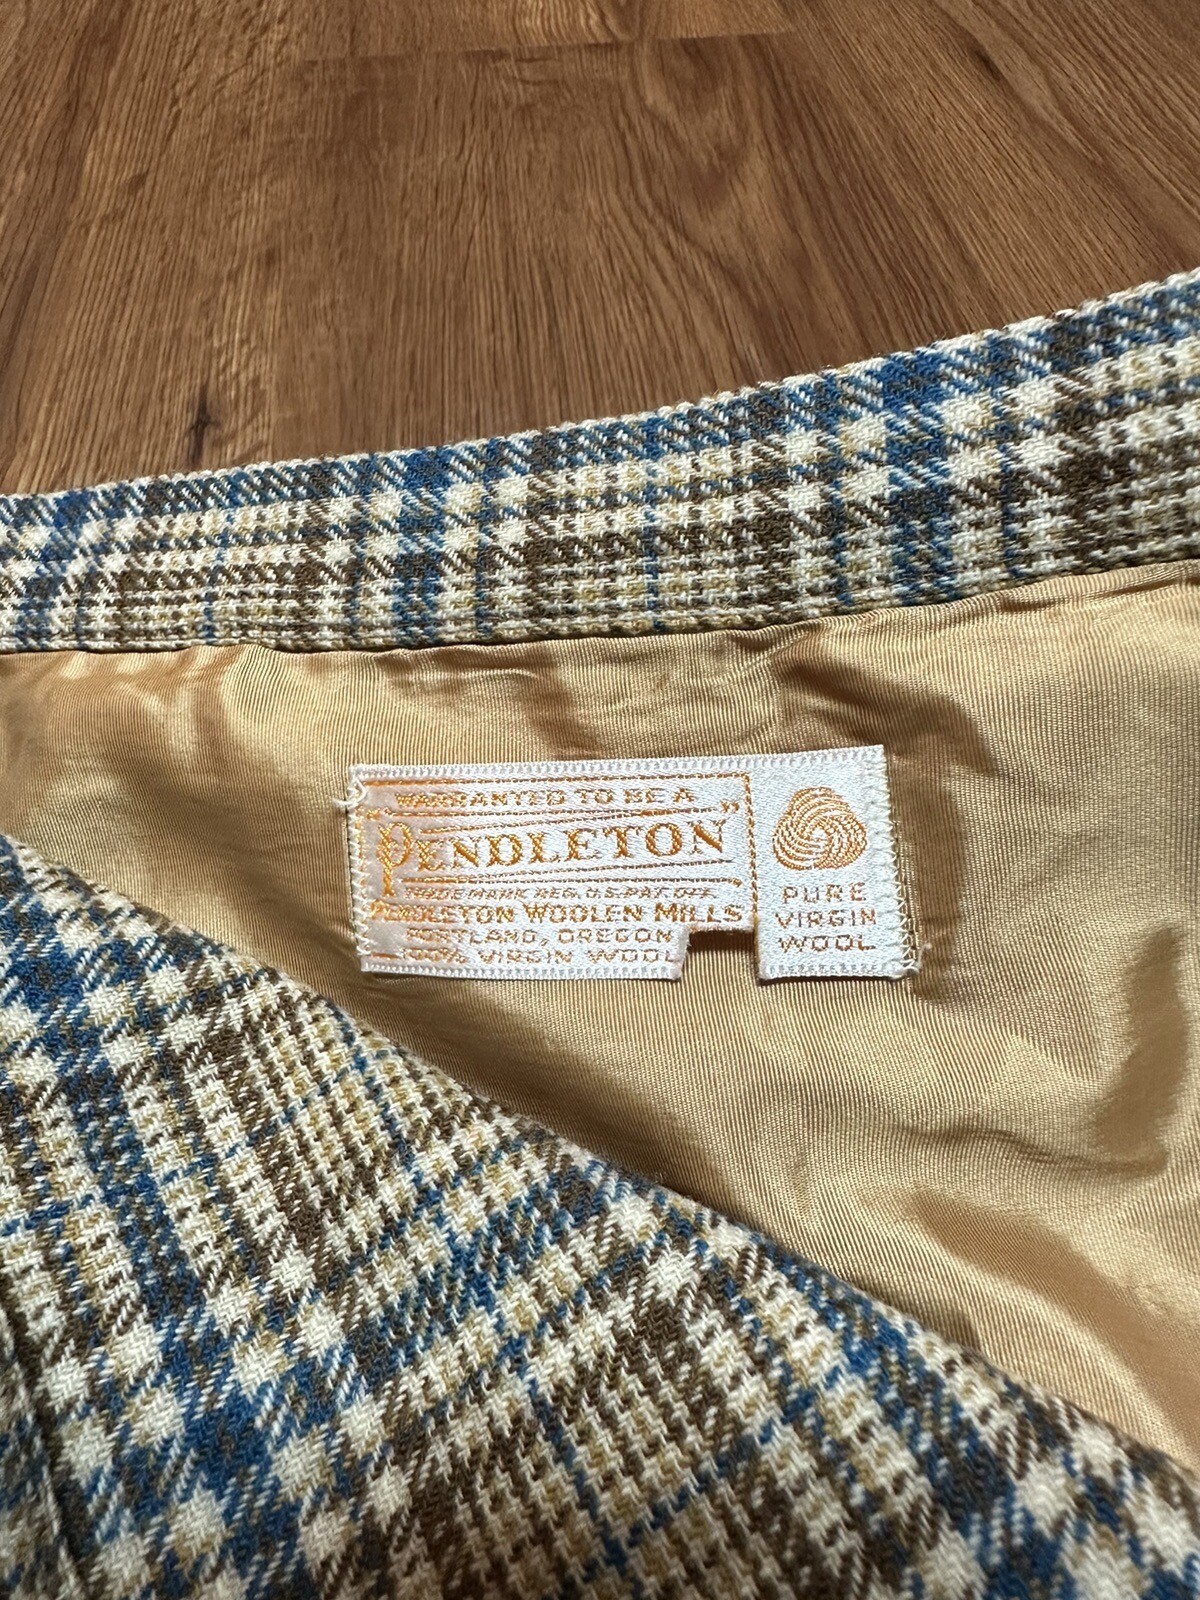 WARRANTED TO BE A
"PENDLETON"
TRADE MARK REG. U.S. PAT. OFF.
PENDLETON WOOLEN MILLS
PORTLAND, OREGON
100% VIRGIN WOOL
PURE
VIRGIN
WOOL